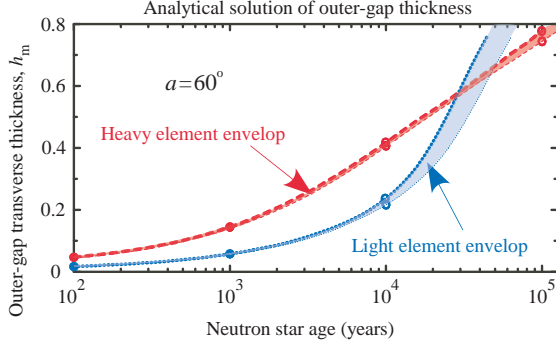 Analytical solution of outer-gap thickness
Outer-gap transverse thickness, hₘ
0.8
0.6
0.4
0.2
0
a=60°
Heavy element envelop
Light element envelop
10² 10³ 10⁴ 10⁵
Neutron star age (years)